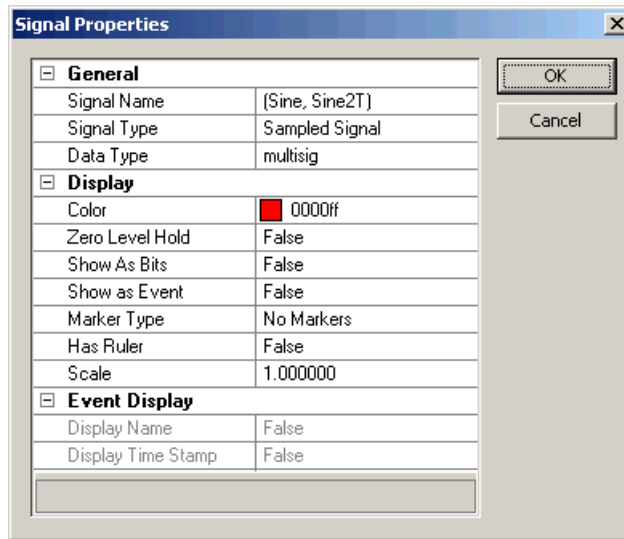 Signal Properties
General
Signal Name (Sine, Sine2T)
Signal Type Sampled Signal
Data Type multisig
Display
Color 0000ff
Zero Level Hold False
Show As Bits False
Show as Event False
Marker Type No Markers
Has Ruler False
Scale 1.000000
Event Display
Display Name False
Display Time Stamp False
OK
Cancel